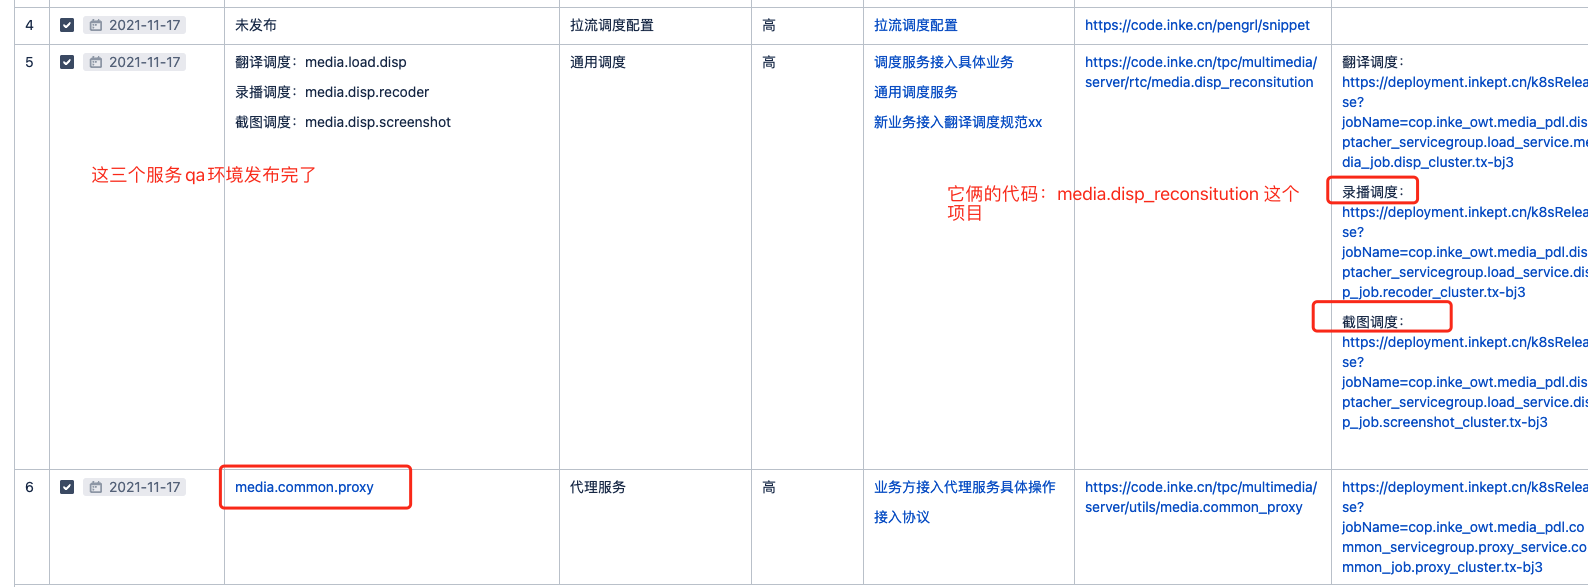 4
2021-11-17
未发布
拉流调度配置
高
拉流调度配置
https://code.inke.cn/pengrl/snippet
5
2021-11-17
翻译调度：media.load.disp
录播调度：media.disp.recoder
截图调度：media.disp.screenshot
通用调度
高
调度服务接入具体业务
通用调度服务
新业务接入翻译调度规范xx
https://code.inke.cn/tpc/multimedia/
server/rtc/media.disp_reconsitution
翻译调度：
https://deployment.inkept.cn/k8sRelea
se?
jobName=cop.inke_owt.media_pdl.dis
ptacher_servicegroup.load_service.me
dia_job.disp_cluster.tx-bj3
录播调度：
https://deployment.inkept.cn/k8sRelea
se?
jobName=cop.inke_owt.media_pdl.dis
ptacher_servicegroup.load_service.dis
p_job.recoder_cluster.tx-bj3
截图调度：
https://deployment.inkept.cn/k8sRelea
se?
jobName=cop.inke_owt.media_pdl.dis
ptacher_servicegroup.load_service.dis
p_job.screenshot_cluster.tx-bj3
这三个服务qa环境发布完了
它俩的代码：media.disp_reconsitution 这个
项目
6
2021-11-17
media.common.proxy
代理服务
高
业务方接入代理服务具体操作
接入协议
https://code.inke.cn/tpc/multimedia/
server/utils/media.common_proxy
https://deployment.inkept.cn/k8sRelea
se?
jobName=cop.inke_owt.media_pdl.co
mmon_servicegroup.proxy_service.co
mmon_job.proxy_cluster.tx-bj3